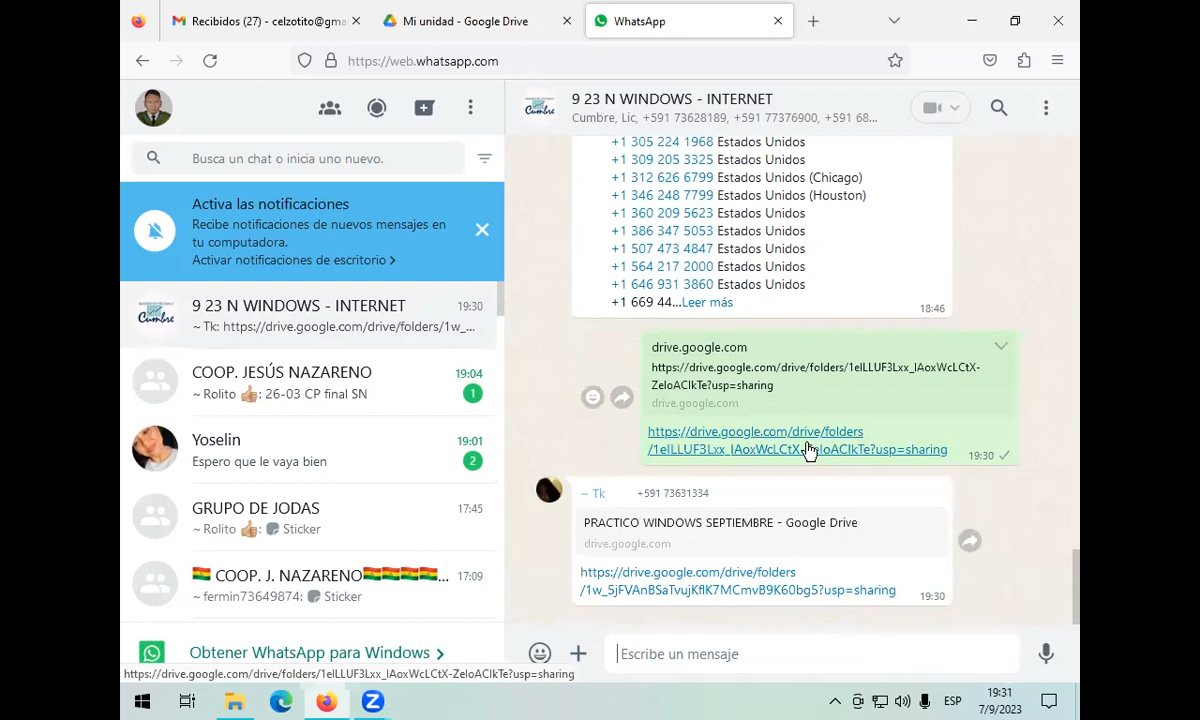 Recibidos (27) - celzotito@gma
Mi unidad - Google Drive
WhatsApp
https://web.whatsapp.com
9 23 N WINDOWS - INTERNET
Cumbre, Lic, +591 73628189, +591 77376900, +591 68...
Busca un chat o inicia uno nuevo.
Activa las notificaciones
Recibe notificaciones de nuevos mensajes en
tu computadora.
Activar notificaciones de escritorio >
Cumbre
9 23 N WINDOWS - INTERNET
19:30
~ Tk: https://drive.google.com/drive/folders/1w_...
COOP. JESÚS NAZARENO
19:04
~ Rolito 👍🏼: 26-03 CP final SN
1
Yoselin
19:01
Espero que le vaya bien
2
GRUPO DE JODAS
17:45
~ Rolito 👍🏼: Sticker
🇧🇴 COOP. J. NAZARENO🇧🇴🇧🇴🇧🇴🇧🇴...
17:09
~ fermin73649874: Sticker
Obtener WhatsApp para Windows >
+1 305 224 1968 Estados Unidos
+1 309 205 3325 Estados Unidos
+1 312 626 6799 Estados Unidos (Chicago)
+1 346 248 7799 Estados Unidos (Houston)
+1 360 209 5623 Estados Unidos
+1 386 347 5053 Estados Unidos
+1 507 473 4847 Estados Unidos
+1 564 217 2000 Estados Unidos
+1 646 931 3860 Estados Unidos
+1 669 44...Leer más
18:46
drive.google.com
https://drive.google.com/drive/folders/1elLLUF3Lxx_lAoxWcLCtX-
ZeloAClkTe?usp=sharing
drive.google.com
https://drive.google.com/drive/folders
/1elLLUF3Lxx_lAoxWcLCtX-ZeloAClkTe?usp=sharing
19:30
~ Tk
+591 73631334
PRACTICO WINDOWS SEPTIEMBRE - Google Drive
drive.google.com
https://drive.google.com/drive/folders
/1w_5jFVAnBSaTvujKflK7MCmvB9K60bg5?usp=sharing
19:30
Escribe un mensaje
https://drive.google.com/drive/folders/1elLLUF3Lxx_lAoxWcLCtX-ZeloAClkTe?usp=sharing
ESP
19:31
7/9/2023